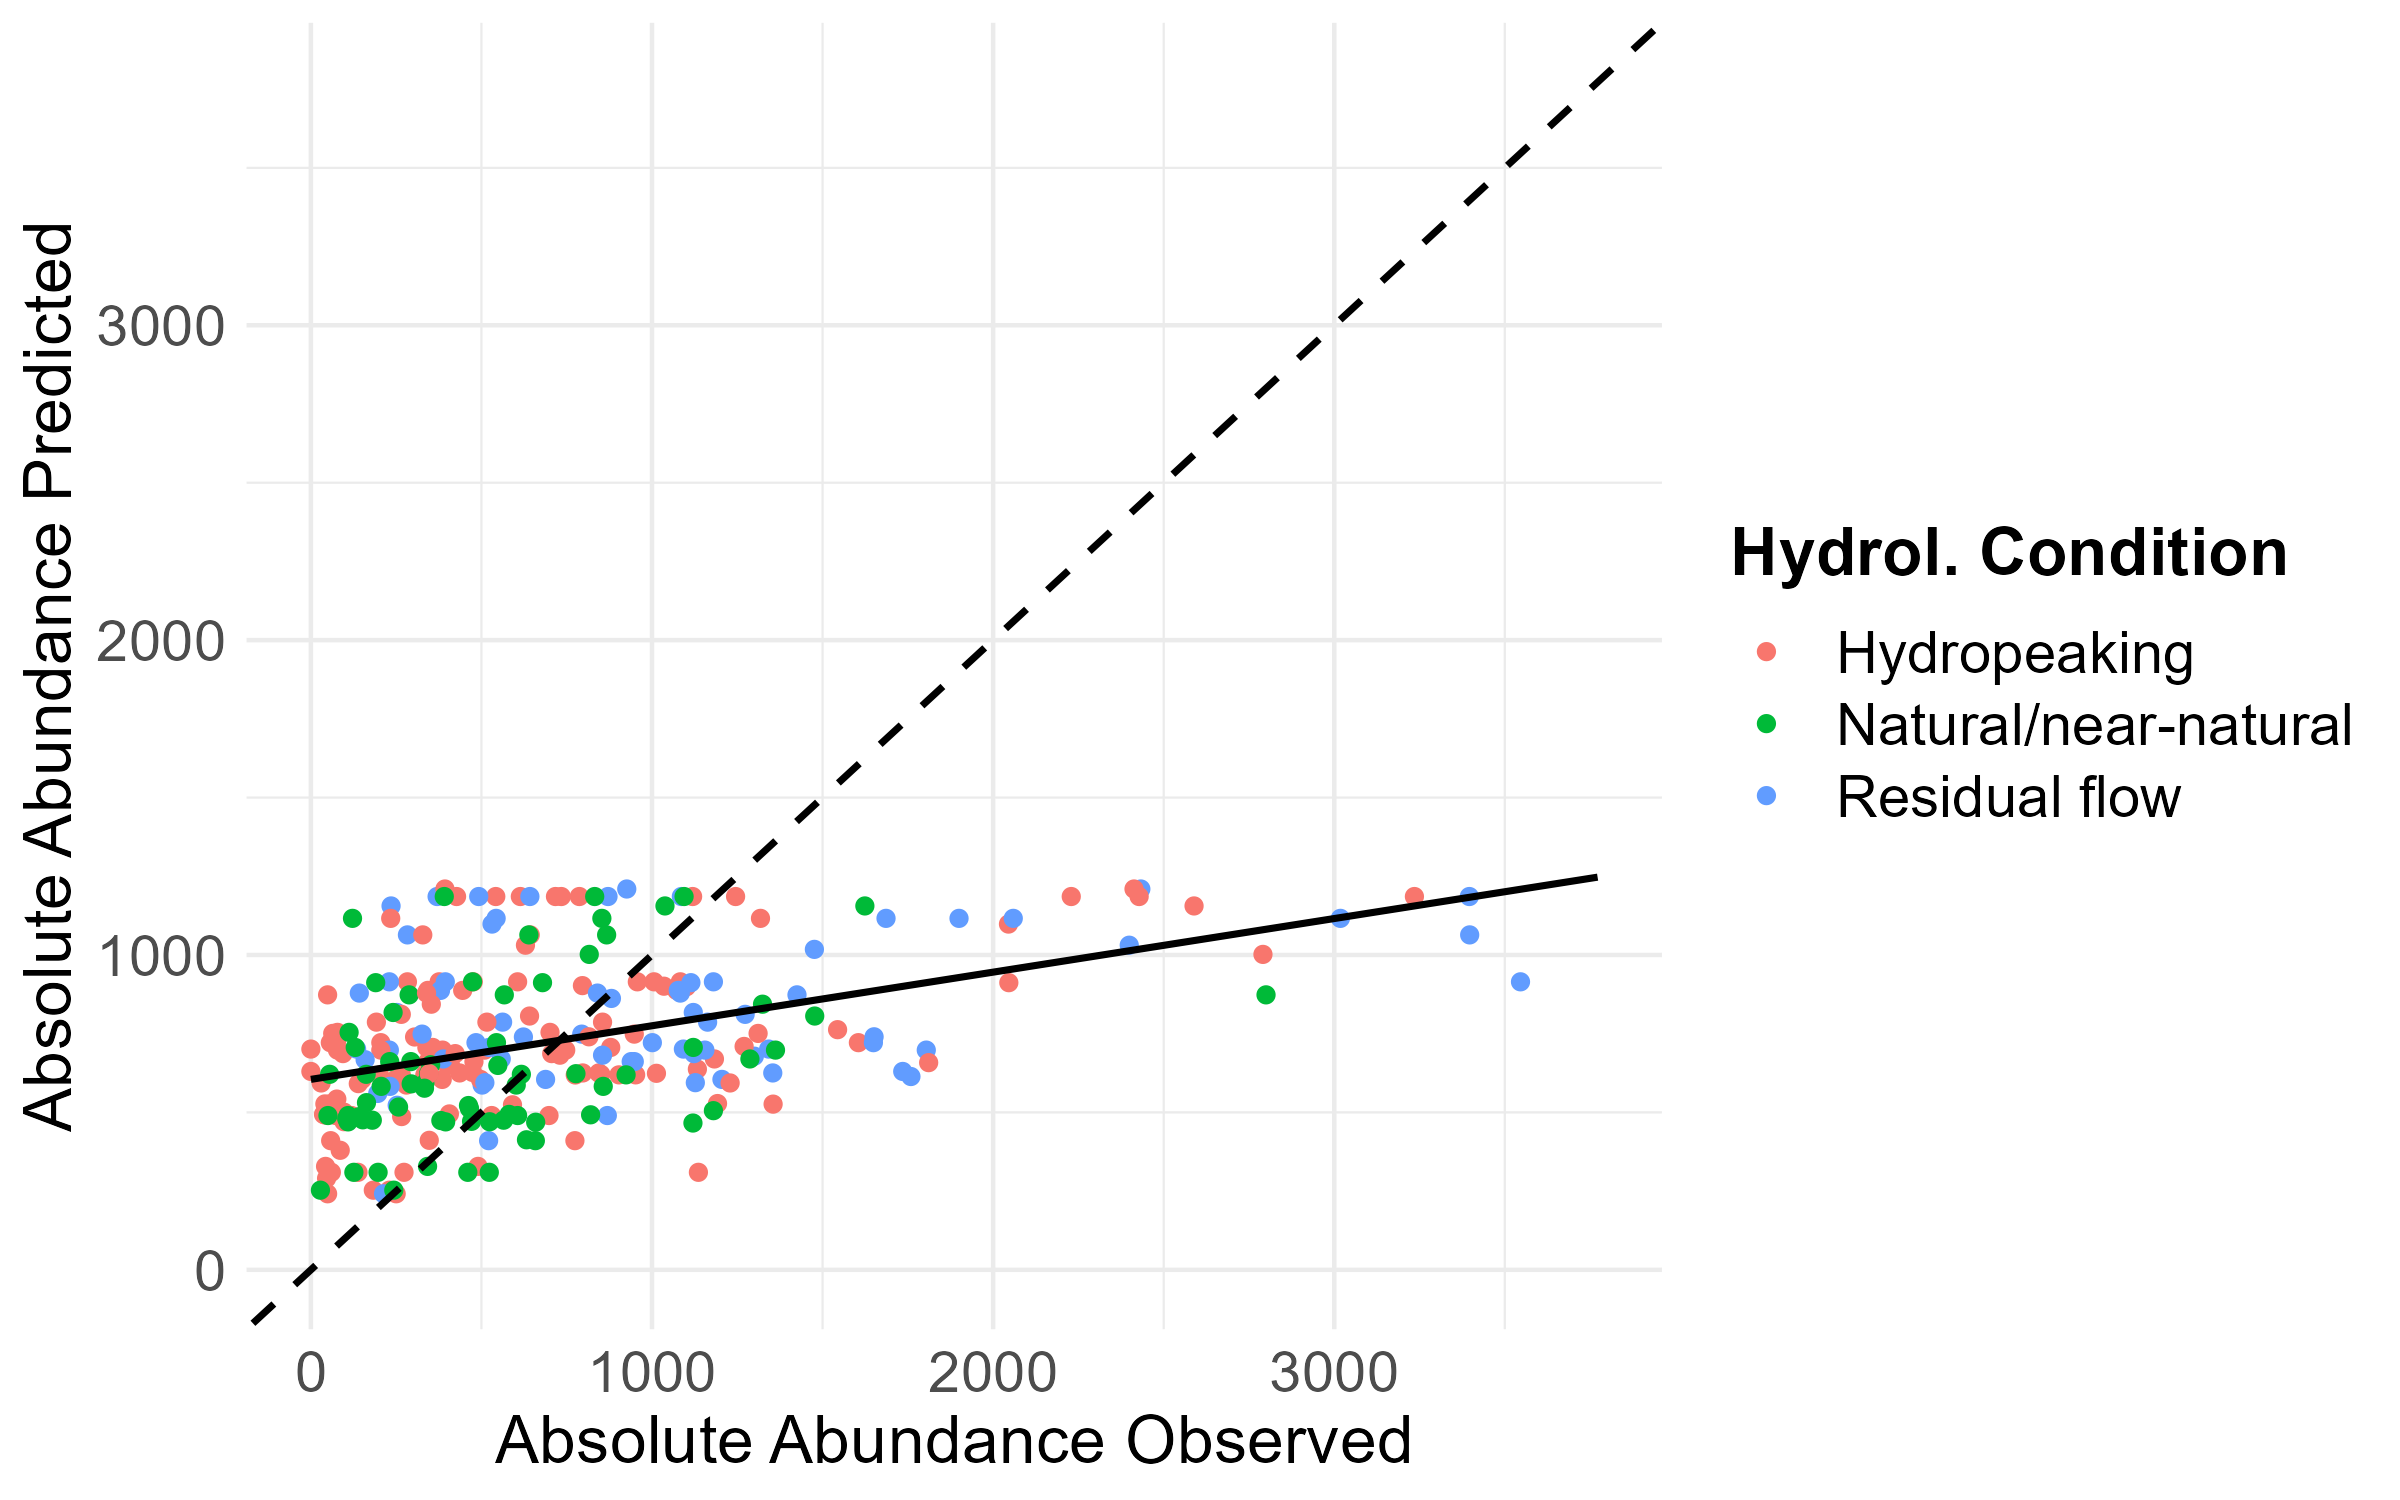 Absolute Abundance Predicted
3000
2000
1000
0
0 1000 2000 3000
Absolute Abundance Observed
Hydrol. Condition
Hydropeaking
Natural/near-natural
Residual flow